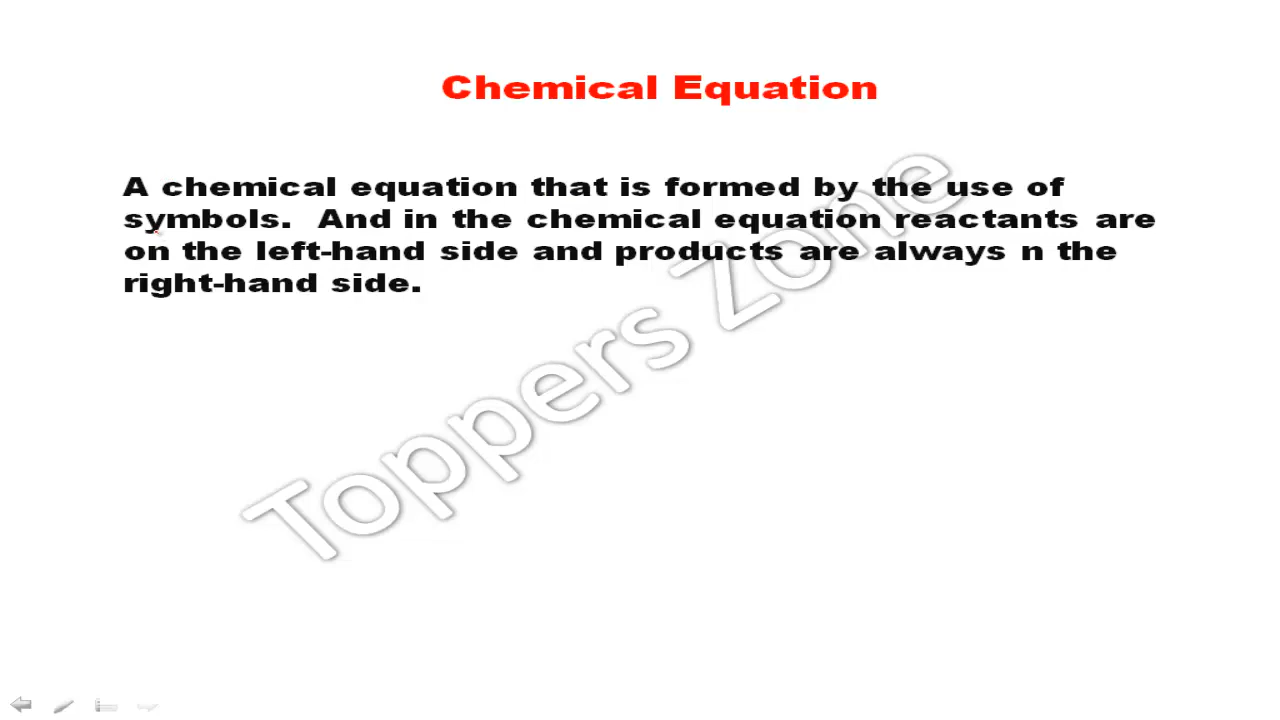 Chemical Equation
A chemical equation that is formed by the use of
symbols. And in the chemical equation reactants are
on the left-hand side and products are always n the
right-hand side.
Toppers Zone